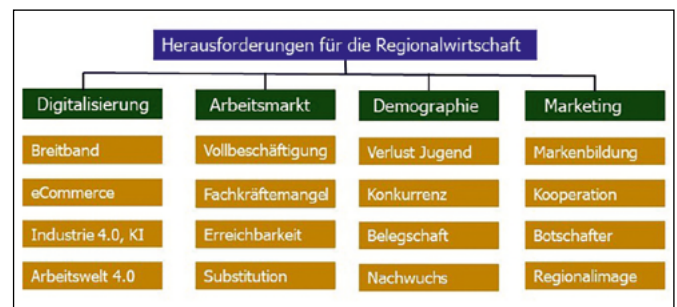 Herausforderungen für die Regionalwirtschaft
Digitalisierung
Breitband
eCommerce
Industrie 4.0, KI
Arbeitswelt 4.0
Arbeitsmarkt
Vollbeschäftigung
Fachkräftemangel
Erreichbarkeit
Substitution
Demographie
Verlust Jugend
Konkurrenz
Belegschaft
Nachwuchs
Marketing
Markenbildung
Kooperation
Botschafter
Regionalimage